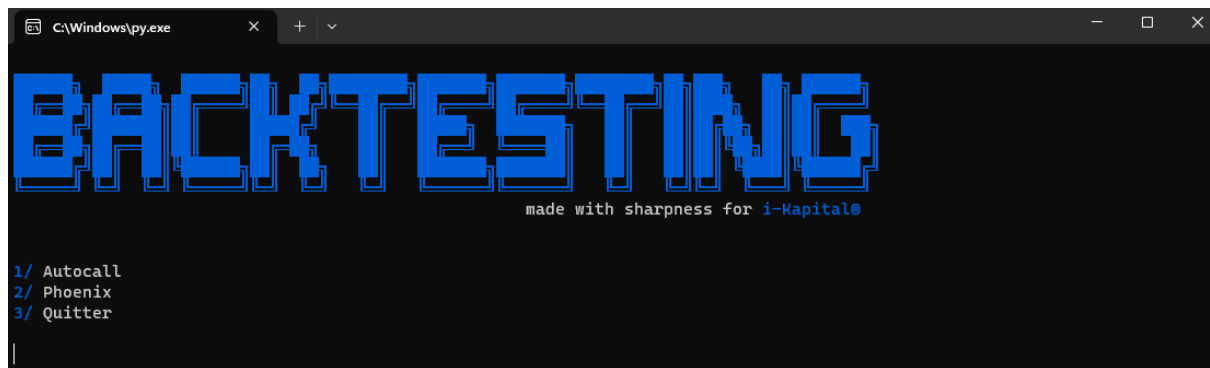 C:\Windows\py.exe
BACKTESTING
made with sharpness for i-Kapital®
1/ Autocall
2/ Phoenix
3/ Quitter